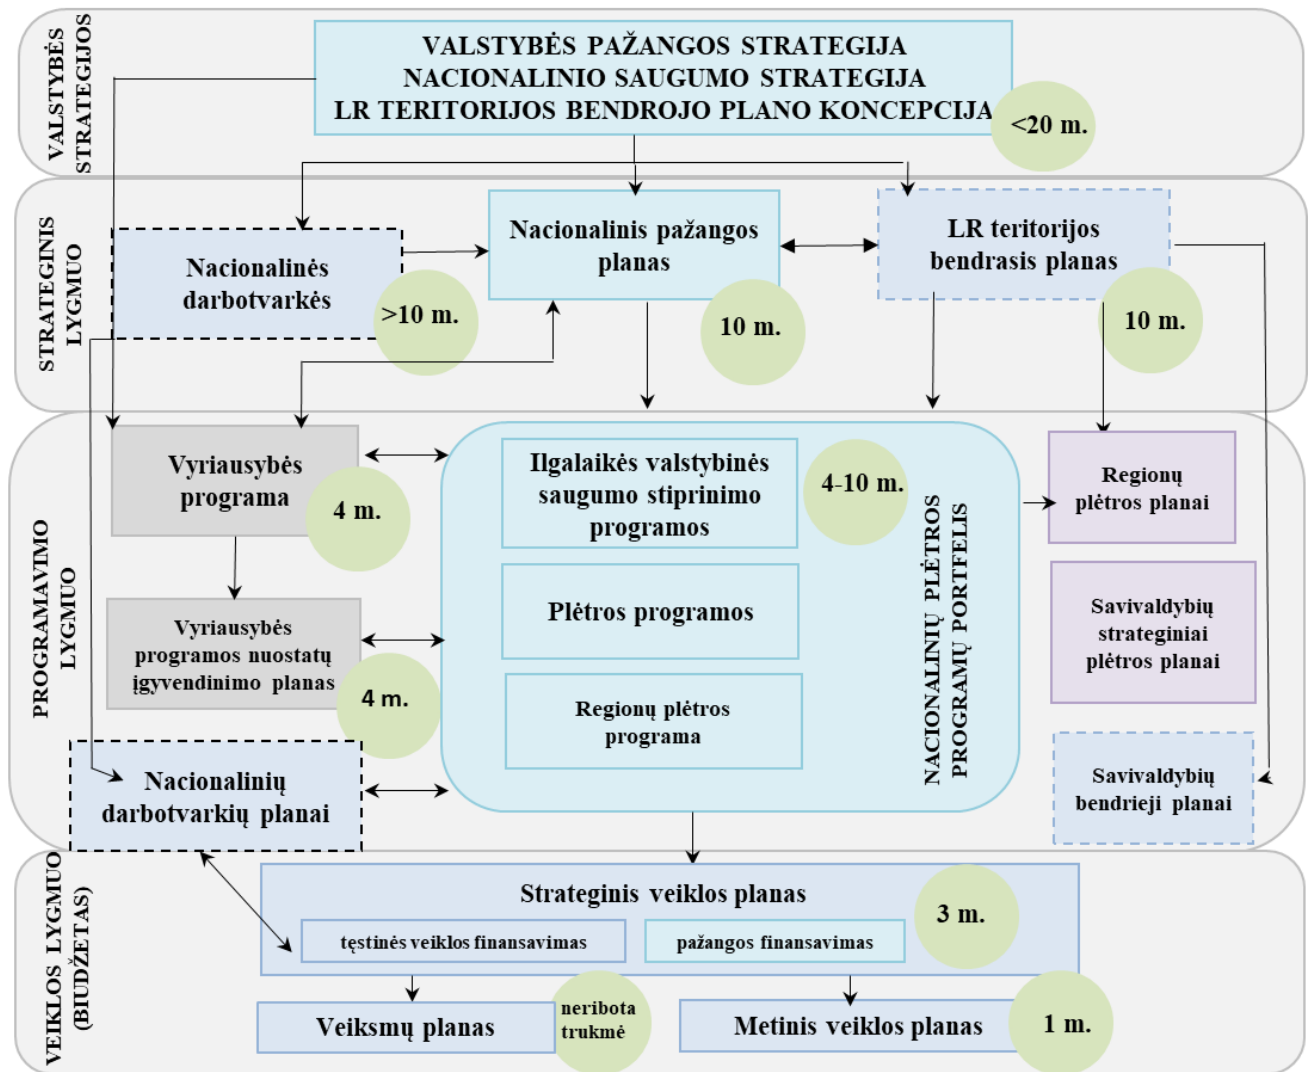 VALSTYBĖS
STRATEGIJOS
VALSTYBĖS PAŽANGOS STRATEGIJA
NACIONALINIO SAUGUMO STRATEGIJA
LR TERITORIJOS BENDROJO PLANO KONCEPCIJA
<20 m.
STRATEGINIS
LYGMUO
Nacionalinės
darbotvarkės
>10 m.
Nacionalinis pažangos
planas
10 m.
LR teritorijos
bendrasis planas
10 m.
PROGRAMAVIMO
LYGMUO
Vyriausybės
programa
4 m.
Vyriausybės
programos nuostatų
įgyvendinimo planas
4 m.
Nacionalinių
darbotvarkių planai
Ilgalaikės valstybinės
saugumo stiprinimo
programos
4-10 m.
Plėtros programos
Regionų plėtros
programa
NACIONALINIŲ PLĖTROS
PROGRAMŲ PORTFELIS
Regionų
plėtros planai
Savivaldybių
strateginiai
plėtros planai
Savivaldybių
bendrieji planai
VEIKLOS LYGMUO
(BIUDŽETAS)
Strateginis veiklos planas
3 m.
tęstinės veiklos finansavimas
pažangos finansavimas
Veiksmų planas
neribota
trukmė
Metinis veiklos planas
1 m.